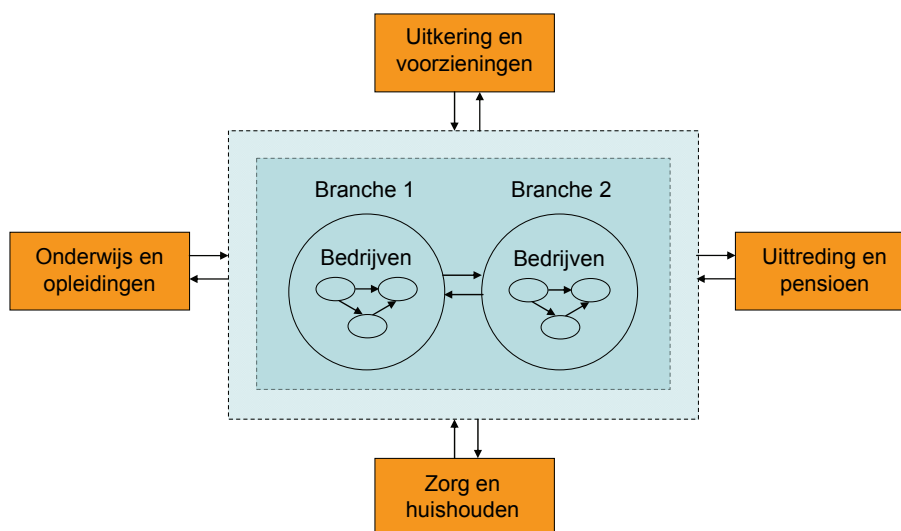 Uitkering en
voorzieningen
Branche 1
Branche 2
Onderwijs en
opleidingen
Bedrijven
Bedrijven
Uittreding en
pensioen
Zorg en
huishouden